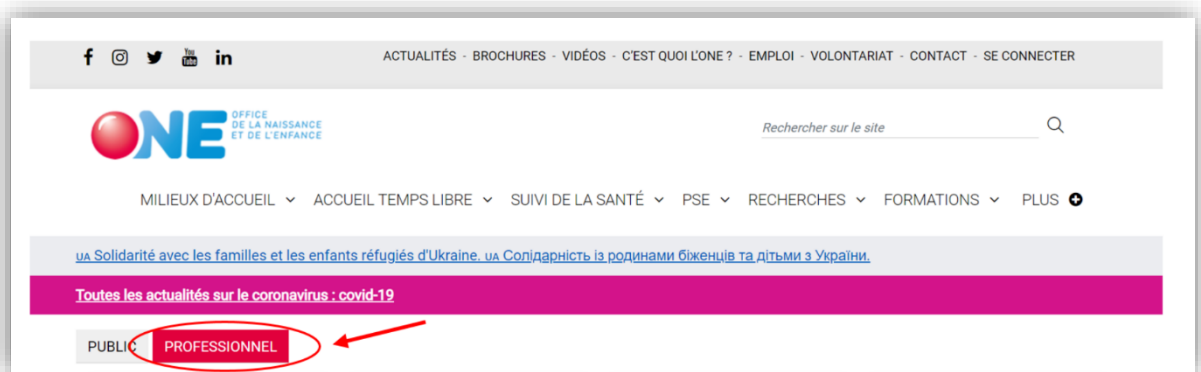 ACTUALITÉS - BROCHURES - VIDÉOS - C'EST QUOI L'ONE ? - EMPLOI - VOLONTARIAT - CONTACT - SE CONNECTER
ONE
OFFICE
DE LA NAISSANCE
ET DE L'ENFANCE
Rechercher sur le site
MILIEUX D'ACCUEIL ACCUEIL TEMPS LIBRE SUIVI DE LA SANTÉ PSE RECHERCHES FORMATIONS PLUS
UA Solidarité avec les familles et les enfants réfugiés d'Ukraine. UA Солідарність із родинами біженців та дітьми з України.
Toutes les actualités sur le coronavirus : covid-19
PUBLIC PROFESSIONNEL